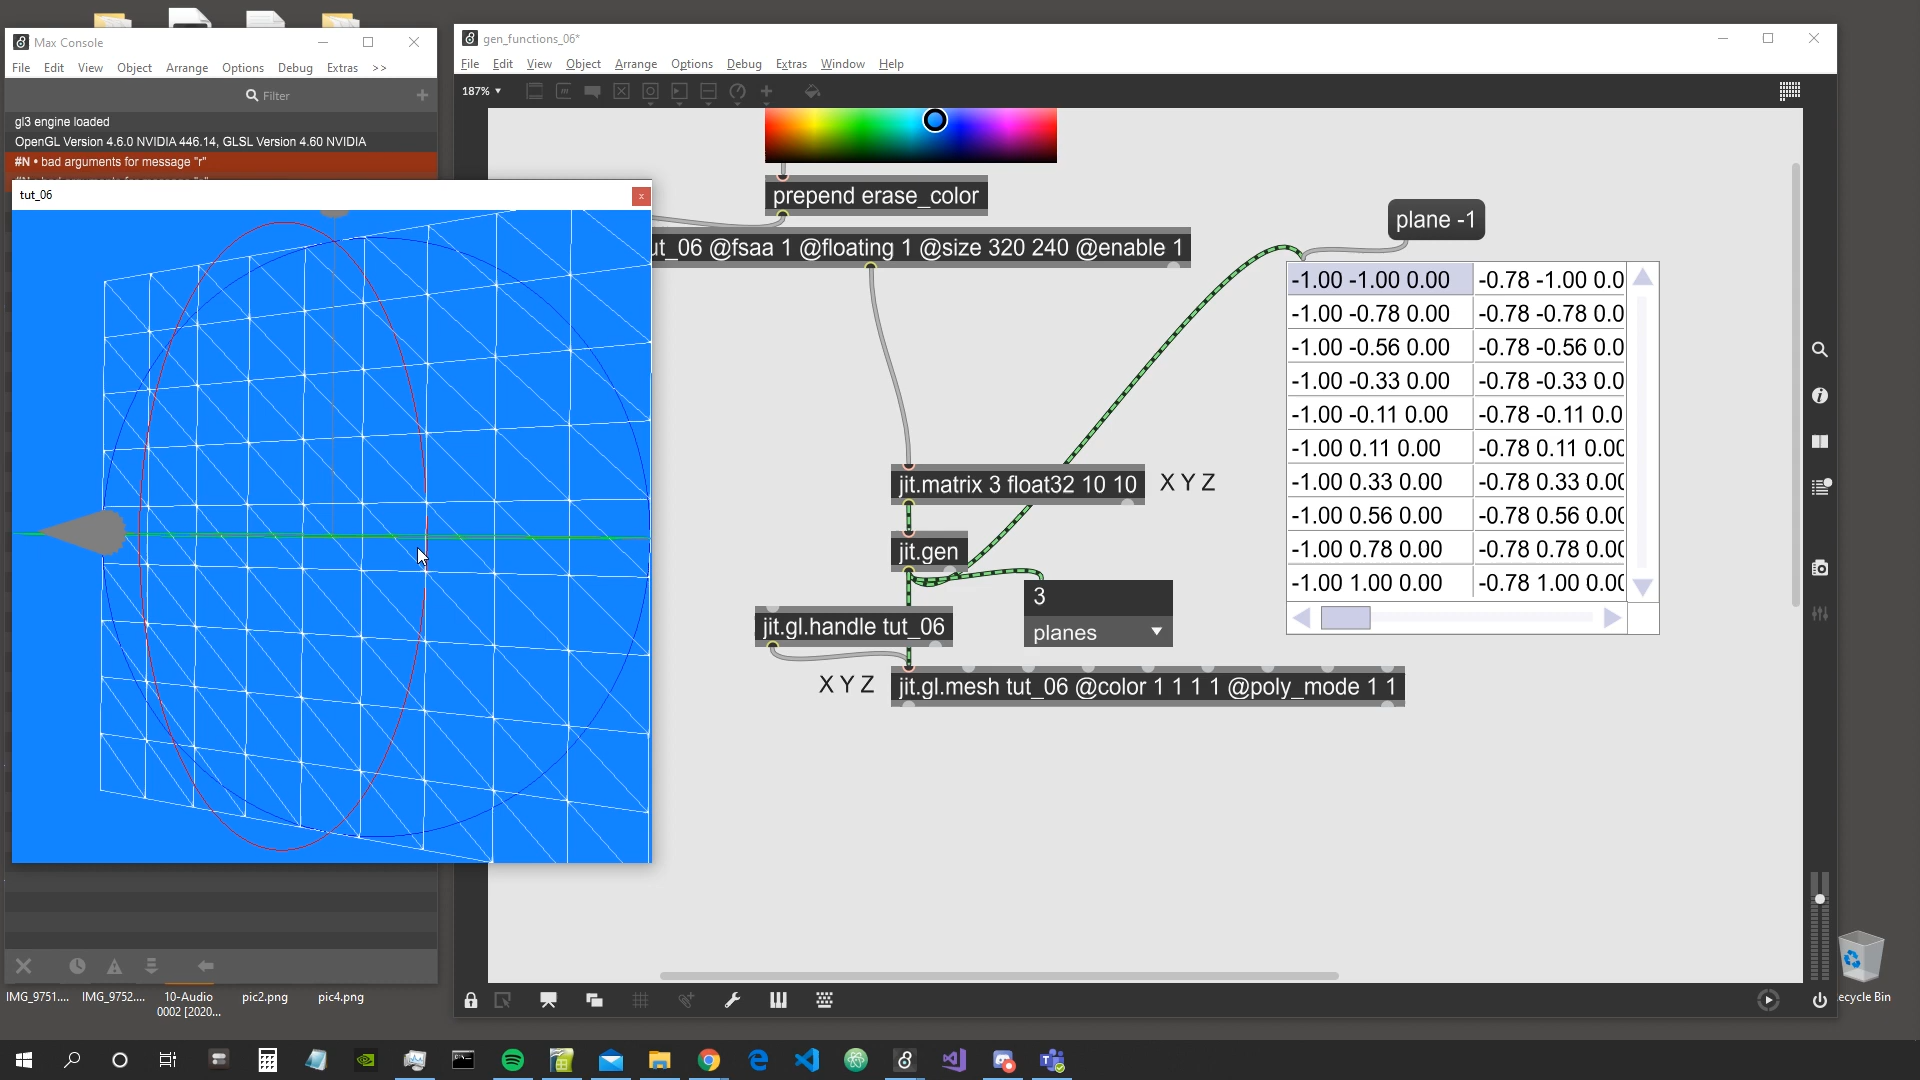 Max Console
File Edit View Object Arrange Options Debug Extras >>
Filter
gl3 engine loaded
OpenGL Version 4.6.0 NVIDIA 446.14, GLSL Version 4.60 NVIDIA
#N • bad arguments for message "r"
tut_06
gen_functions_06*
File Edit View Object Arrange Options Debug Extras Window Help
187%
prepend erase_color
ut_06 @fsaa 1 @floating 1 @size 320 240 @enable 1
plane -1
-1.00 -1.00 0.00 -0.78 -1.00 0.0
-1.00 -0.78 0.00 -0.78 -0.78 0.0
-1.00 -0.56 0.00 -0.78 -0.56 0.0
-1.00 -0.33 0.00 -0.78 -0.33 0.0
-1.00 -0.11 0.00 -0.78 -0.11 0.0
-1.00 0.11 0.00 -0.78 0.11 0.00
-1.00 0.33 0.00 -0.78 0.33 0.00
-1.00 0.56 0.00 -0.78 0.56 0.00
-1.00 0.78 0.00 -0.78 0.78 0.00
-1.00 1.00 0.00 -0.78 1.00 0.00
jit.matrix 3 float32 10 10 X Y Z
jit.gen
3
planes
jit.gl.handle tut_06
X Y Z jit.gl.mesh tut_06 @color 1 1 1 1 @poly_mode 1 1
IMG_9751.... IMG_9752.... 10-Audio pic2.png pic4.png
0002 [2020...
ecycle Bin